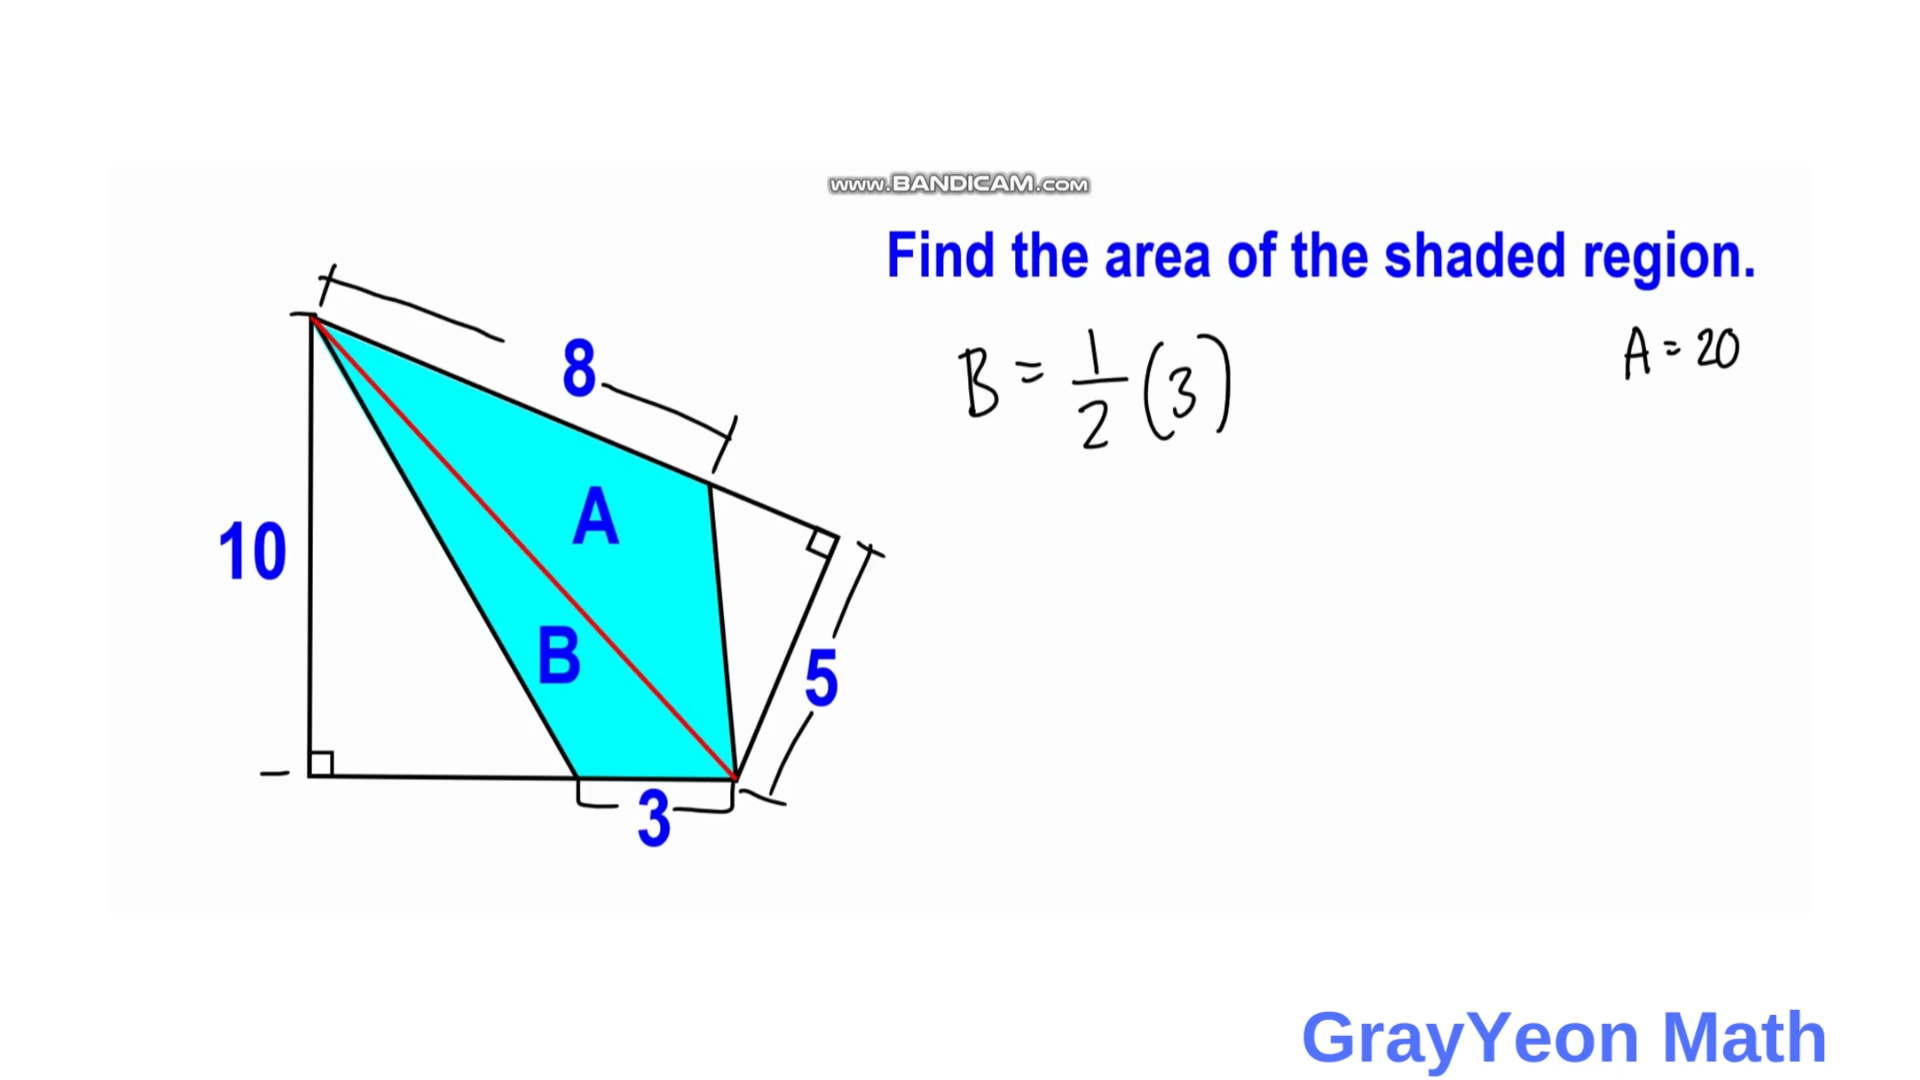 www.BANDICAM.com
Find the area of the shaded region.
B = 1/2 (3)
A = 20
8
10
A
B
5
3
GrayYeon Math